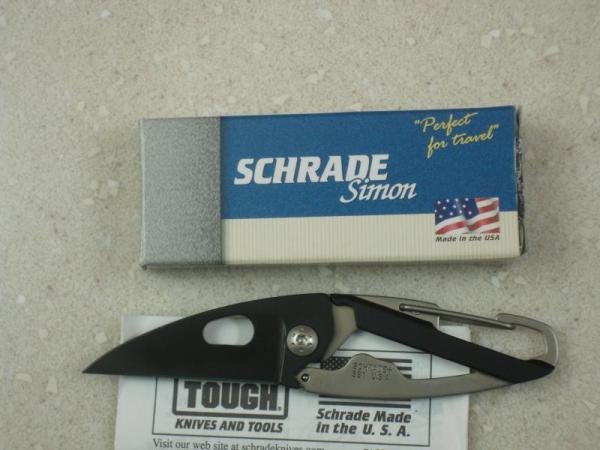 "Perfect
for travel"
SCHRADE
Simon
Made in the USA
TOUGH
KNIVES AND TOOLS
Schrade Made
in the U. S. A.
Visit our web site at schradeknives.com